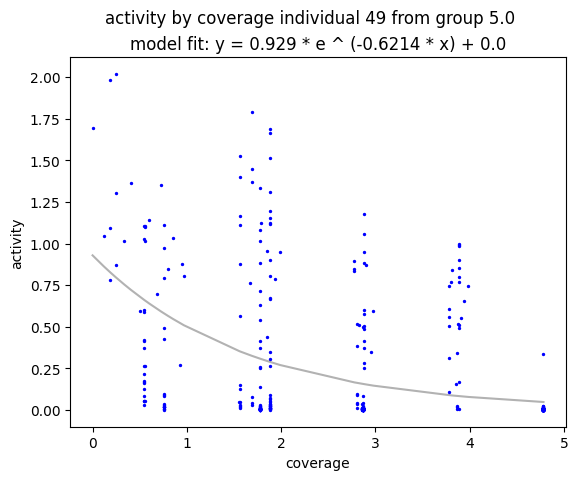 activity by coverage individual 49 from group 5.0
model fit: y = 0.929 * e ^ (-0.6214 * x) + 0.0
2.00
1.75
1.50
1.25
1.00
0.75
0.50
0.25
0.00
activity
0 1 2 3 4 5
coverage